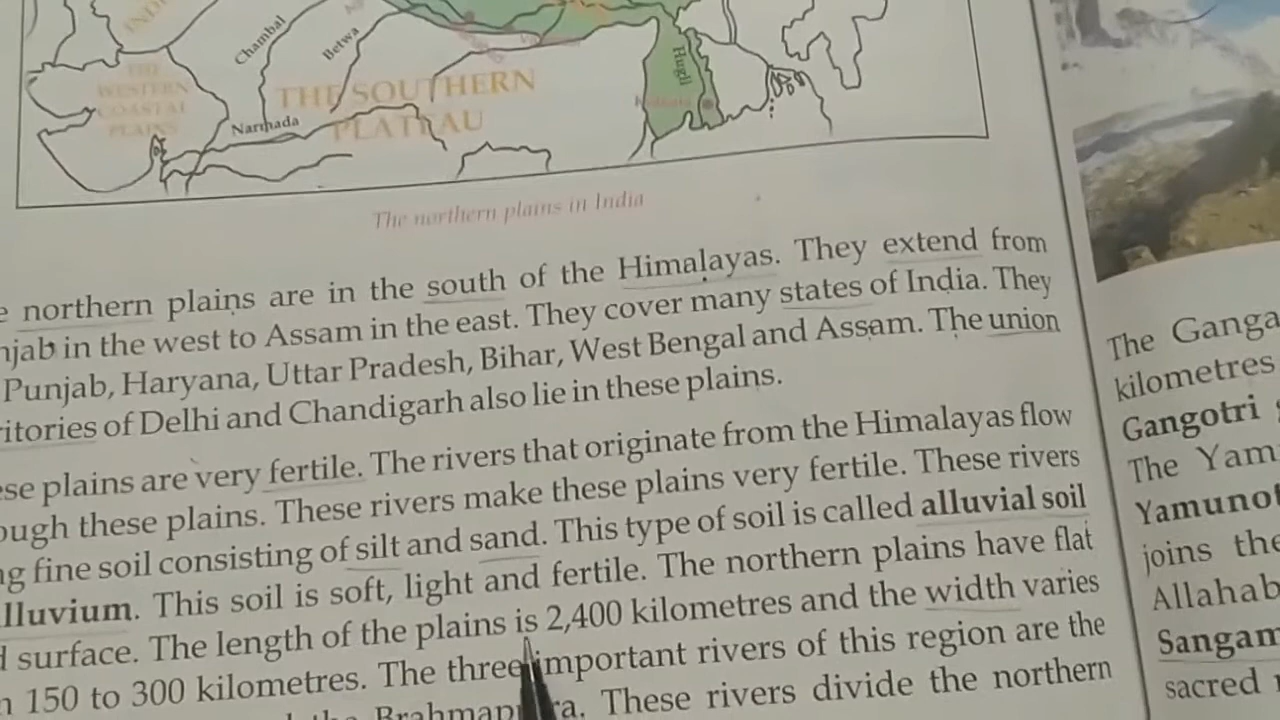 Chambal
Betwa
Hugli
THE
WESTERN
COASTAL
PLAINS
THE SOUTHERN
PLATEAU
Narmada
The northern plains in India
northern plains are in the south of the Himalayas. They extend from
in the west to Assam in the east. They cover many states of India. They
Punjab, Haryana, Uttar Pradesh, Bihar, West Bengal and Assam. The union
of Delhi and Chandigarh also lie in these plains.
plains are very fertile. The rivers that originate from the Himalayas flow
these plains. These rivers make these plains very fertile. These rivers
fine soil consisting of silt and sand. This type of soil is called alluvial soil
This soil is soft, light and fertile. The northern plains have flat
surface. The length of the plains is 2,400 kilometres and the width varies
150 to 300 kilometres. The three important rivers of this region are the
These rivers divide the northern
The Ganga
kilometres
Gangotri
The
joins the
Sangam
sacred